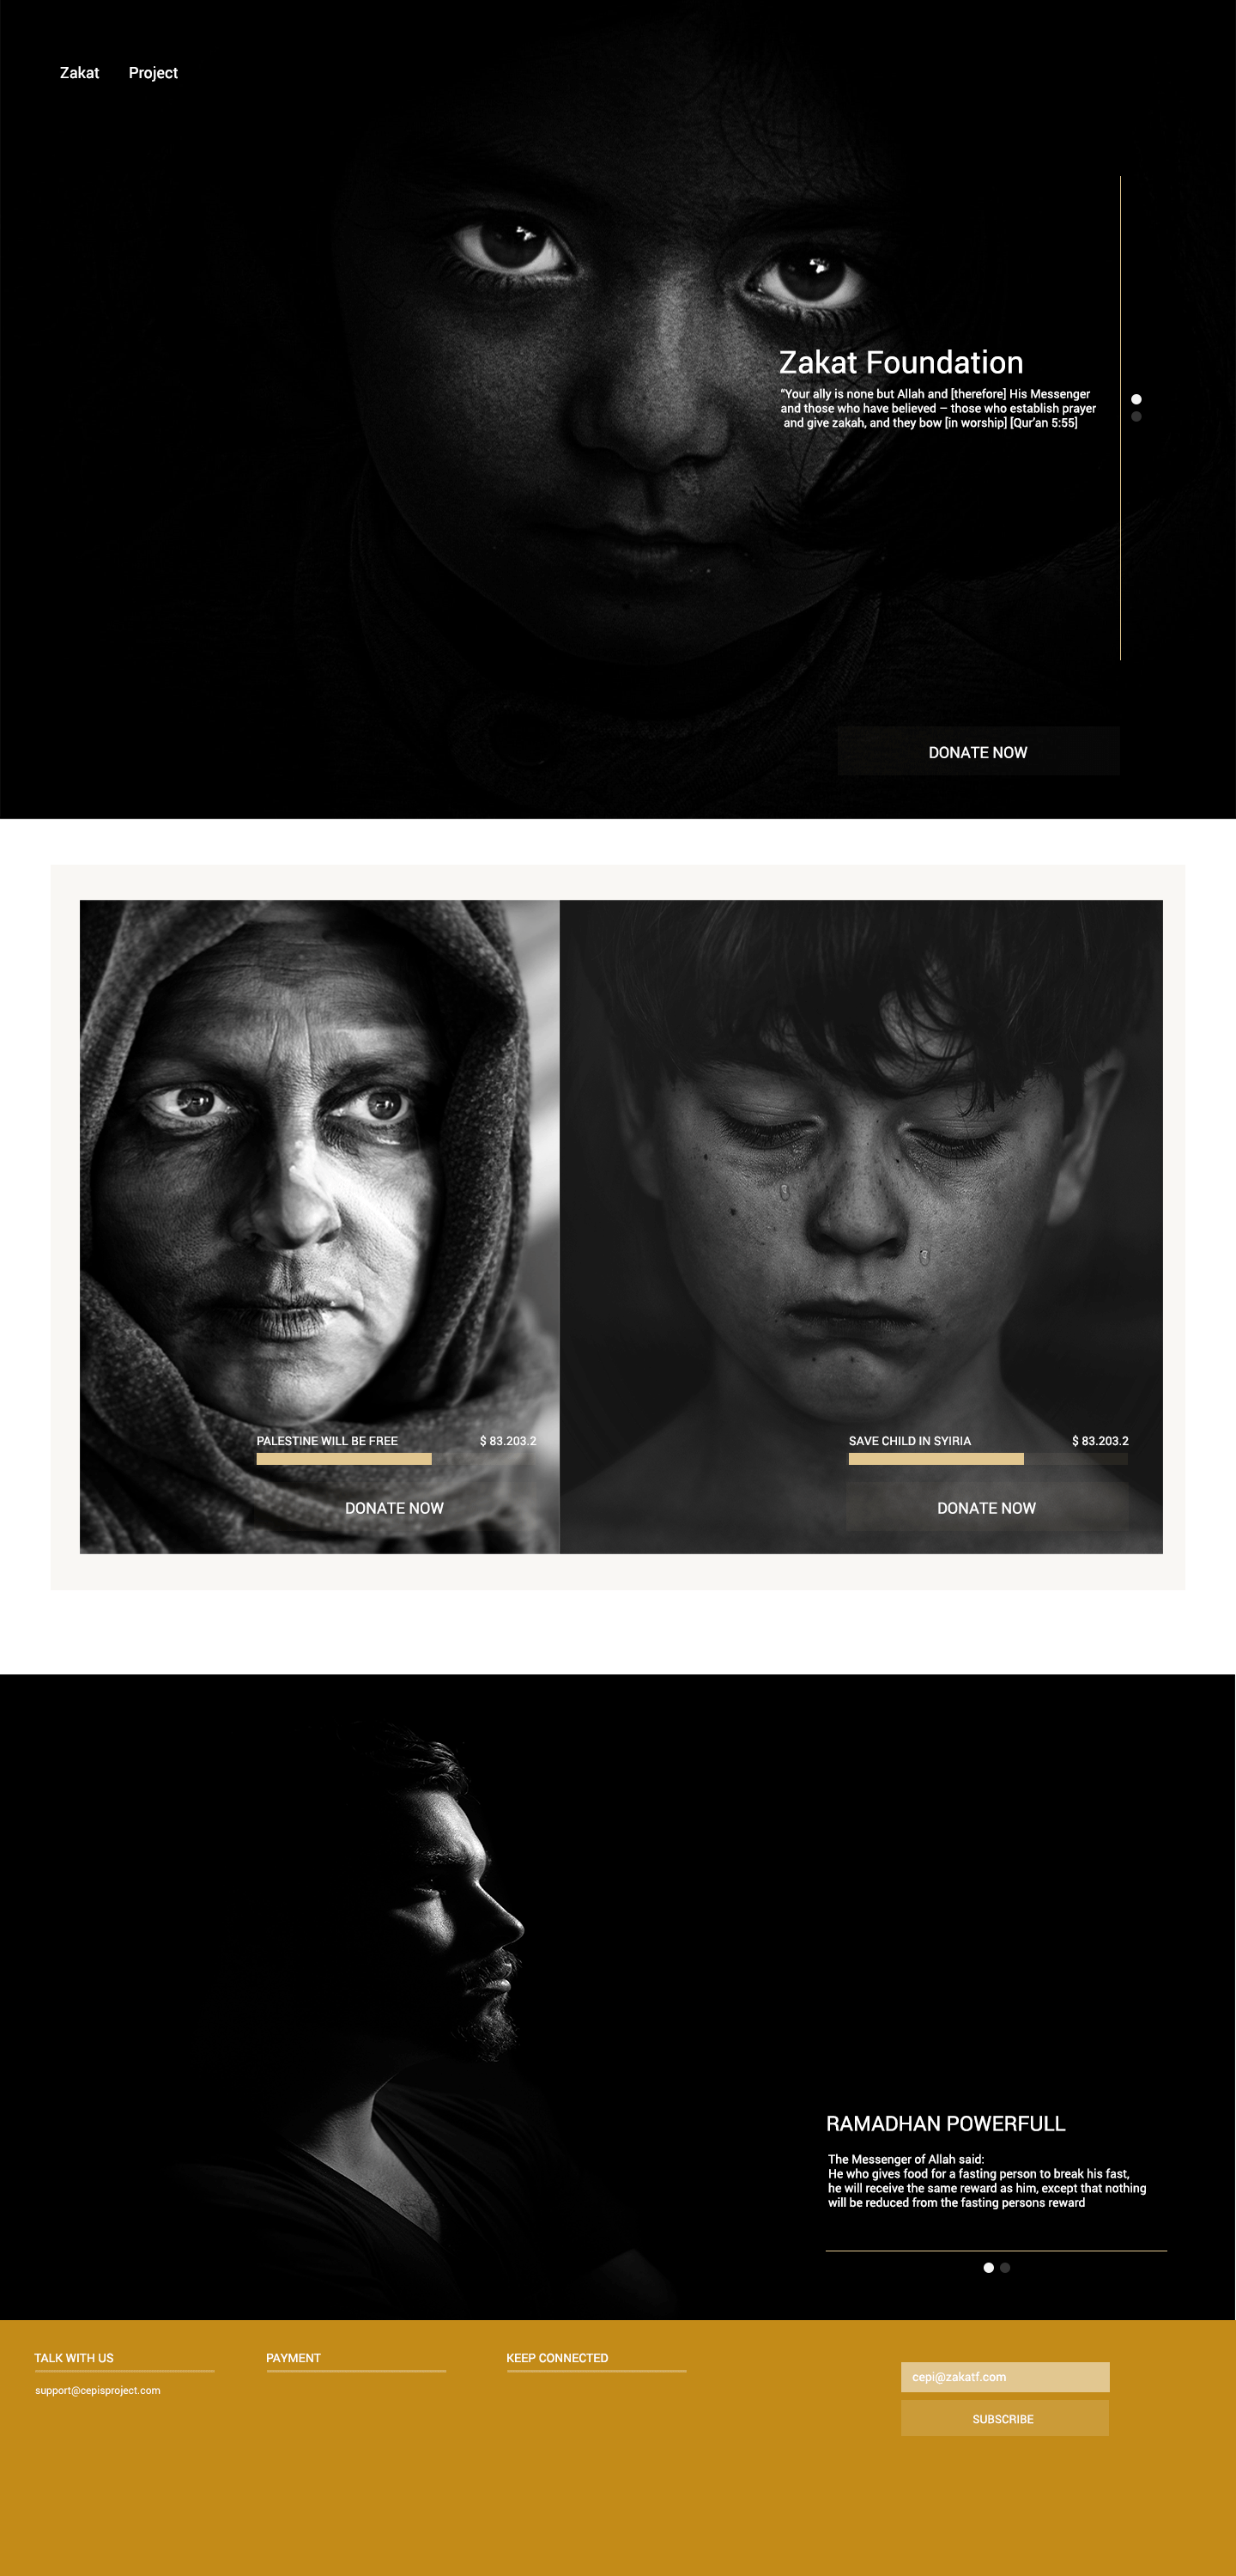 Zakat Project
Zakat Foundation
“Your ally is none but Allah and [therefore] His Messenger
and those who have believed – those who establish prayer
and give zakah, and they bow [in worship] [Qur’an 5:55]
DONATE NOW
PALESTINE WILL BE FREE $ 83.203.2
DONATE NOW
SAVE CHILD IN SYIRIA $ 83.203.2
DONATE NOW
RAMADHAN POWERFULL
The Messenger of Allah said:
He who gives food for a fasting person to break his fast,
he will receive the same reward as him, except that nothing
will be reduced from the fasting persons reward
TALK WITH US
support@cepisproject.com
PAYMENT
KEEP CONNECTED
cepi@zakatf.com
SUBSCRIBE